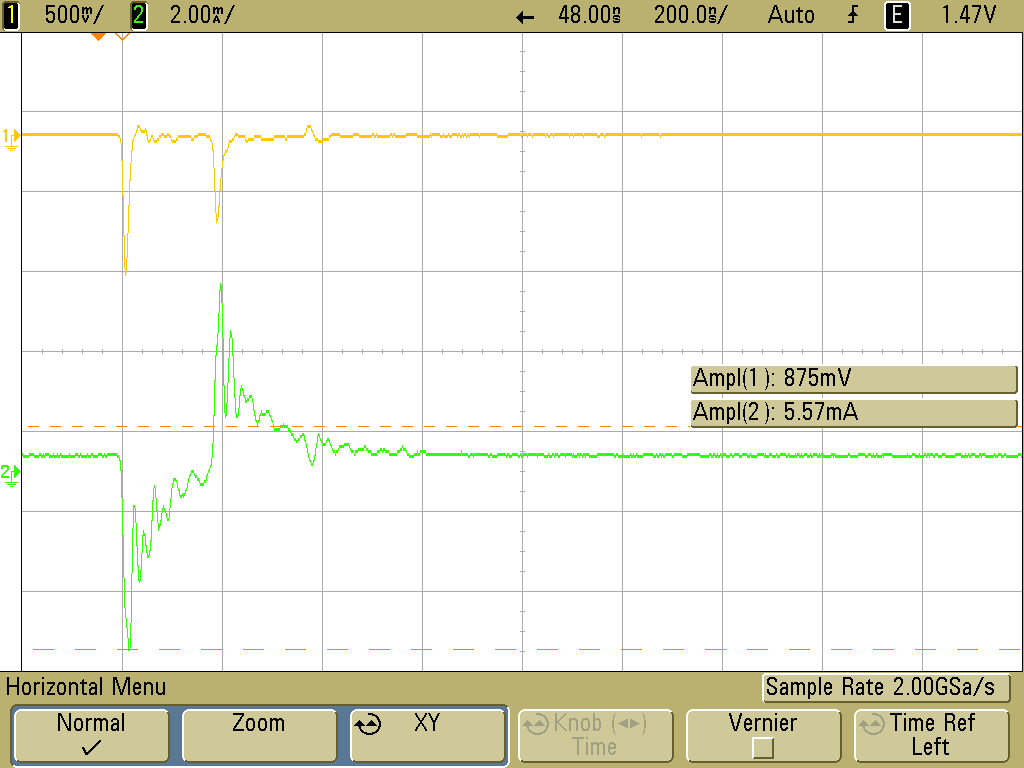 1 500mV/ 2 2.00mA/ 48.00ns 200.0ns/ Auto E 1.47V
1
Ampl(1): 875mV
Ampl(2): 5.57mA
2
Horizontal Menu Sample Rate 2.00GSa/s
Normal Zoom XY Knob (◄►) Vernier Time Ref
✓ Time Left